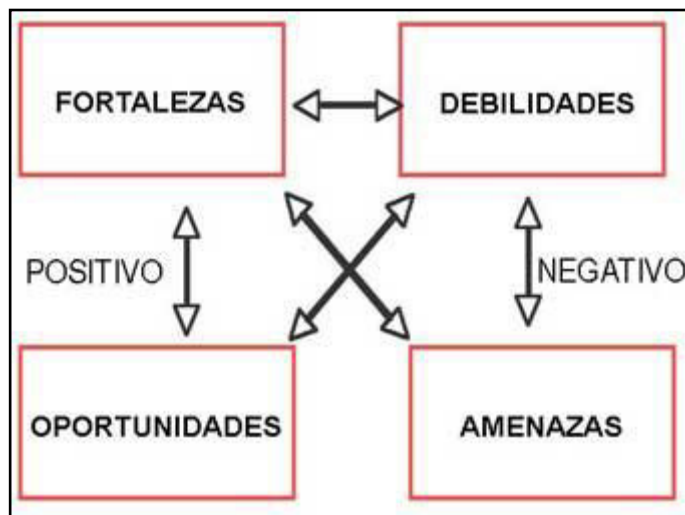 FORTALEZAS
DEBILIDADES
POSITIVO
NEGATIVO
OPORTUNIDADES
AMENAZAS